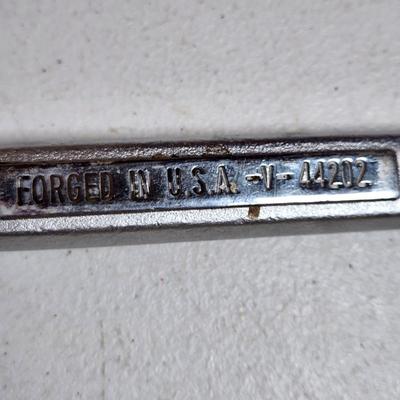 FORGED IN U.S.A. -V- 44202